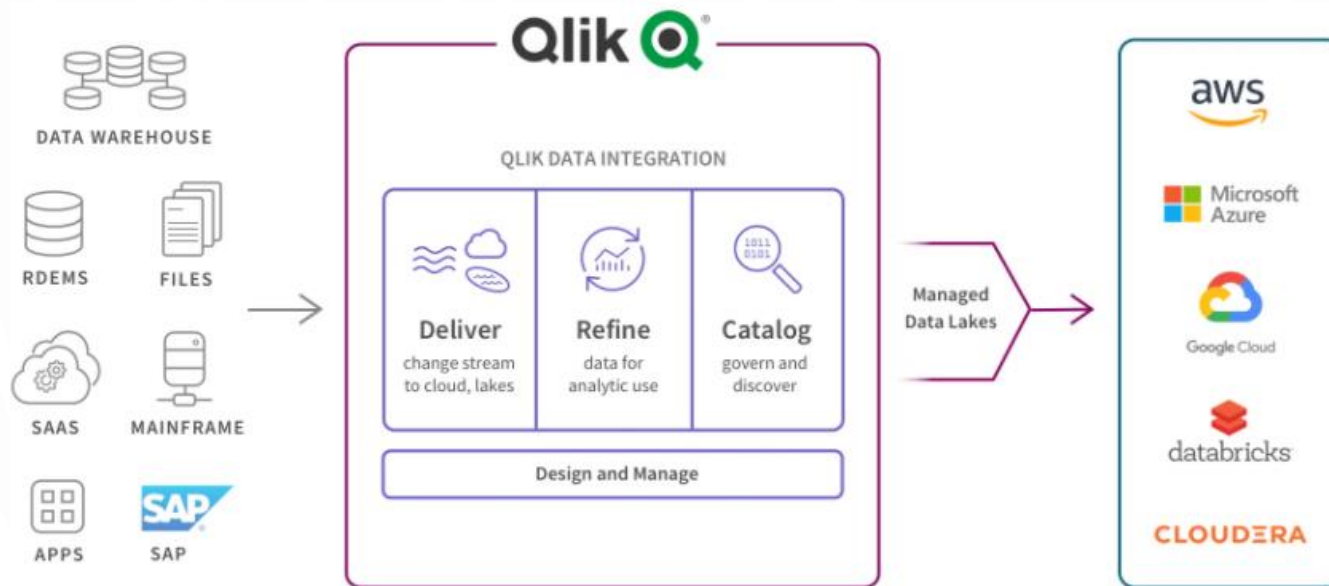 Qlik
DATA WAREHOUSE
RDEMS
FILES
SAAS
MAINFRAME
APPS
SAP
SAP
QLIK DATA INTEGRATION
Deliver
change stream
to cloud, lakes
Refine
data for
analytic use
1011
0101
Catalog
govern and
discover
Design and Manage
Managed
Data Lakes
aws
Microsoft
Azure
Google Cloud
databricks
CLOUDERA